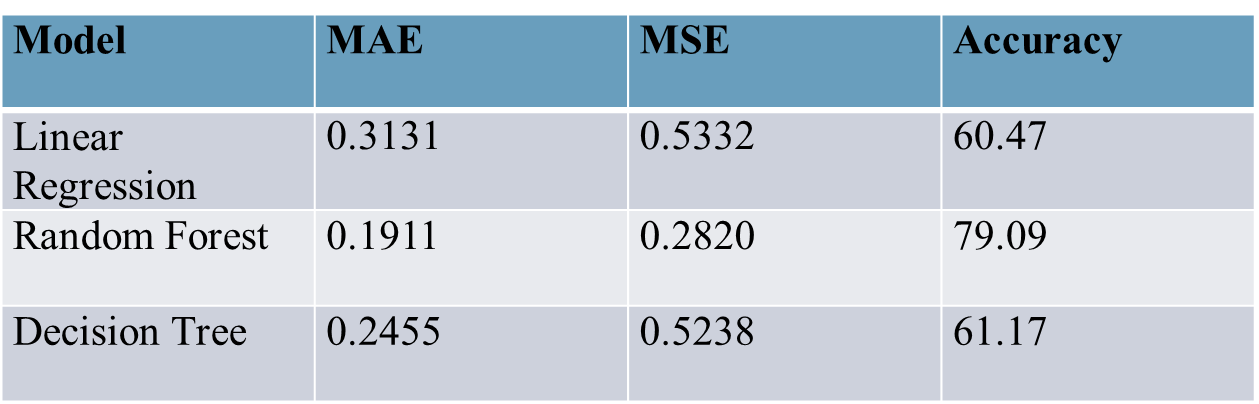 Model MAE MSE Accuracy
Linear Regression 0.3131 0.5332 60.47
Random Forest 0.1911 0.2820 79.09
Decision Tree 0.2455 0.5238 61.17